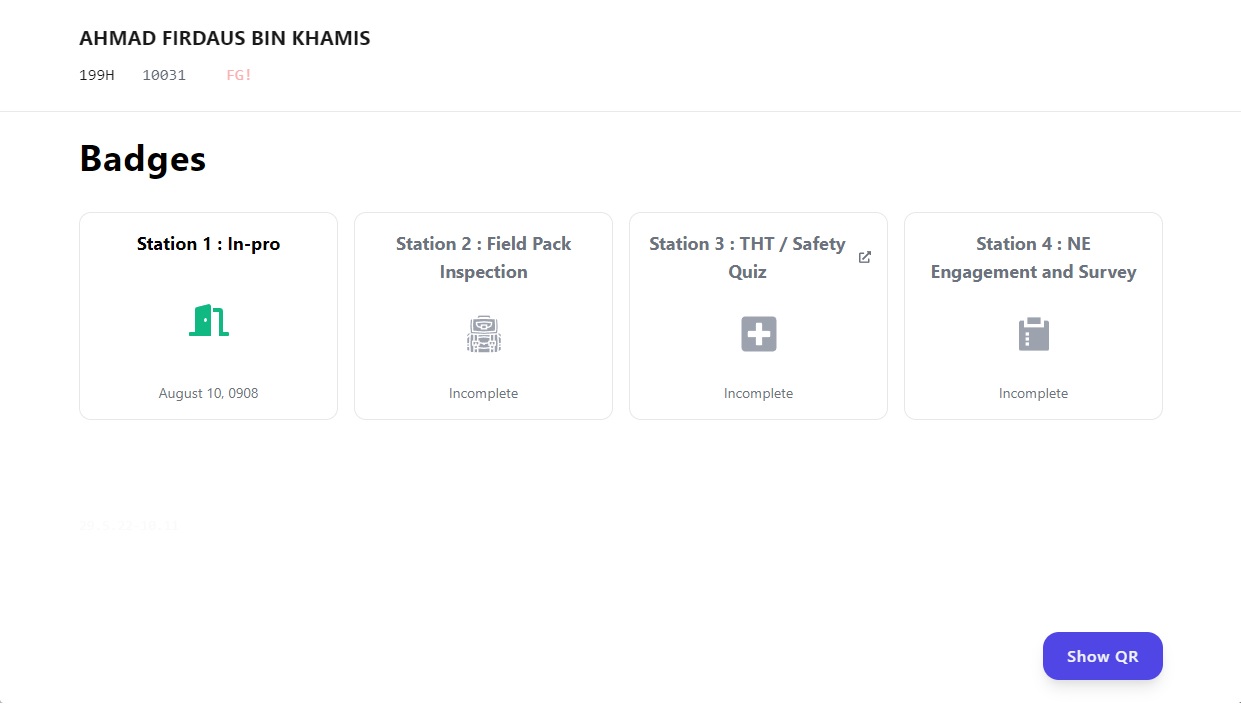 AHMAD FIRDAUS BIN KHAMIS
199H 10031 FG!
Badges
Station 1 : In-pro
August 10, 0908
Station 2 : Field Pack
Inspection
Incomplete
Station 3 : THT / Safety
Quiz
Incomplete
Station 4 : NE
Engagement and Survey
Incomplete
Show QR